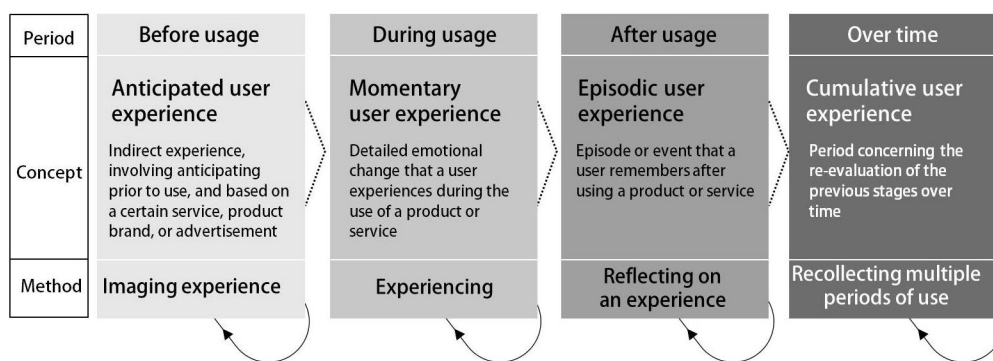 Period
Before usage
During usage
After usage
Over time
Concept
Anticipated user
experience
Indirect experience,
involving anticipating
prior to use, and based on
a certain service, product
brand, or advertisement
Momentary
user experience
Detailed emotional
change that a user
experiences during the
use of a product or
service
Episodic user
experience
Episode or event that a
user remembers after
using a product or service
Cumulative user
experience
Period concerning the
re-evaluation of the
previous stages over
time
Method
Imaging experience
Experiencing
Reflecting on
an experience
Recollecting multiple
periods of use